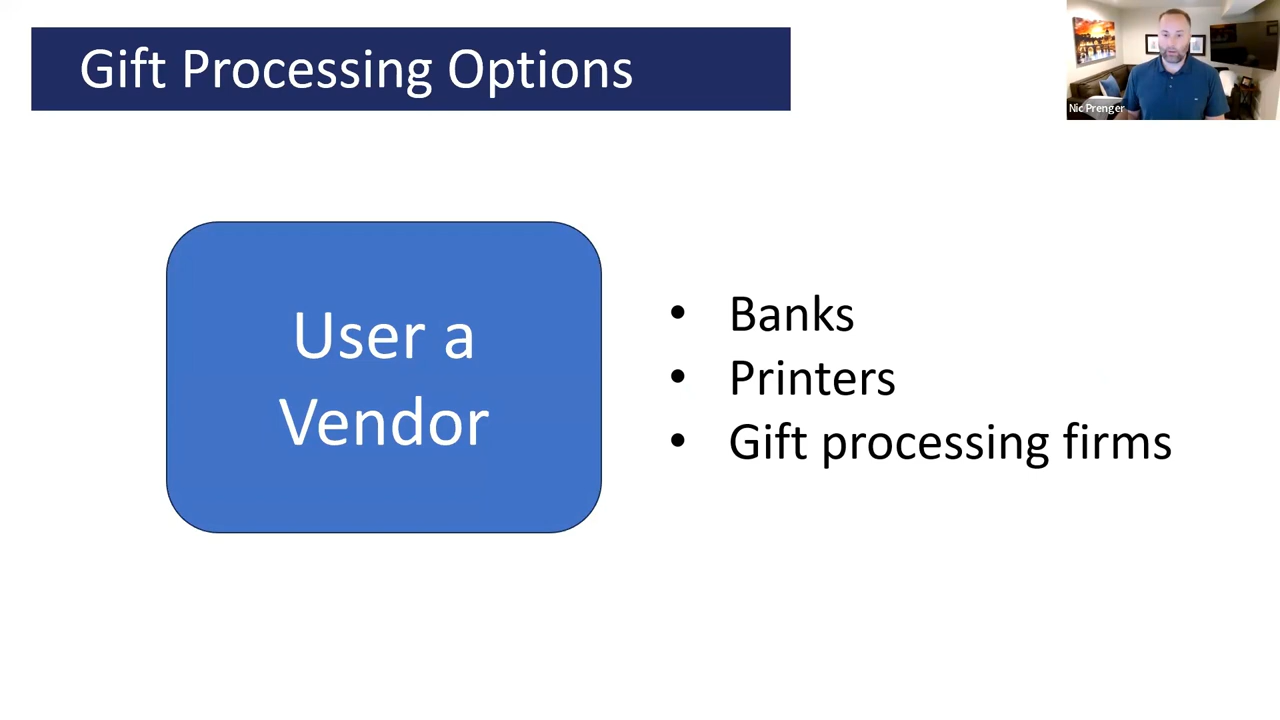 Gift Processing Options
Nic Prenger
User a
Vendor
• Banks
• Printers
• Gift processing firms